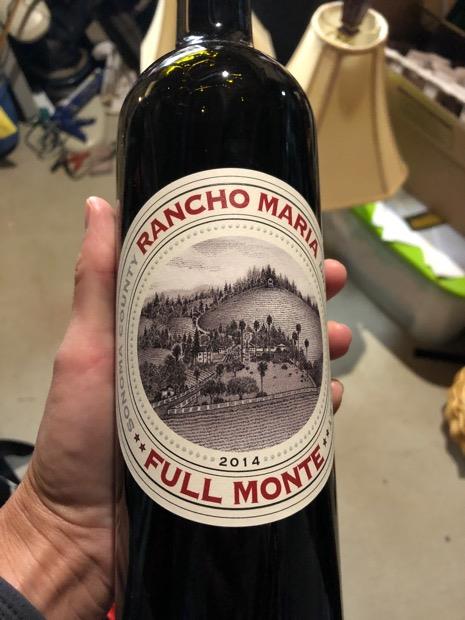 RANCHO MARIA
SONOMA COUNTY
2014
FULL MONTE